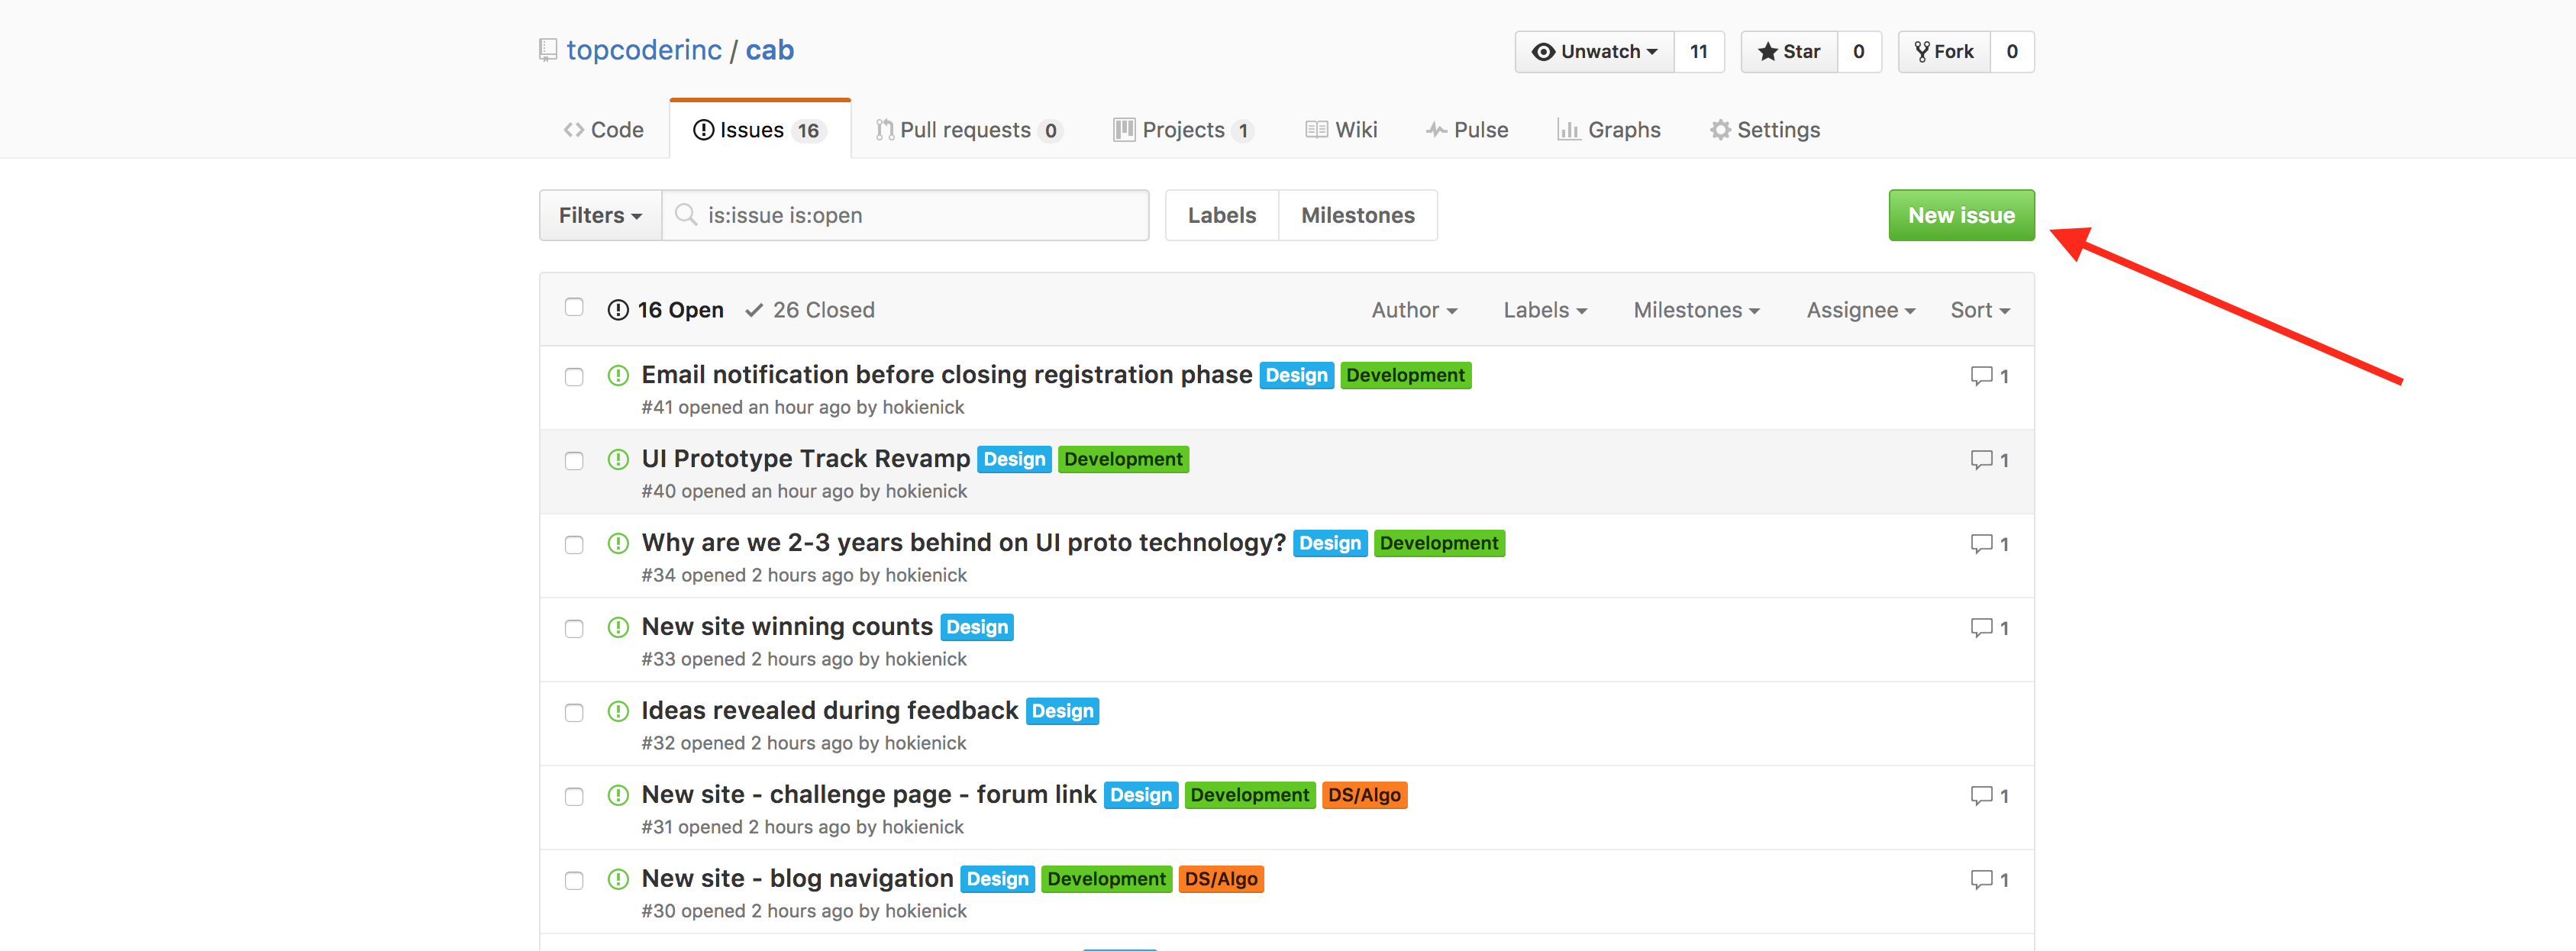 topcoderinc / cab
Unwatch 11 Star 0 Fork 0
Code Issues 16 Pull requests 0 Projects 1 Wiki Pulse Graphs Settings
Filters is:issue is:open Labels Milestones New issue
16 Open 26 Closed Author Labels Milestones Assignee Sort
Email notification before closing registration phase Design Development 1
#41 opened an hour ago by hokienick
UI Prototype Track Revamp Design Development 1
#40 opened an hour ago by hokienick
Why are we 2-3 years behind on UI proto technology? Design Development 1
#34 opened 2 hours ago by hokienick
New site winning counts Design 1
#33 opened 2 hours ago by hokienick
Ideas revealed during feedback Design
#32 opened 2 hours ago by hokienick
New site - challenge page - forum link Design Development DS/Algo 1
#31 opened 2 hours ago by hokienick
New site - blog navigation Design Development DS/Algo 1
#30 opened 2 hours ago by hokienick